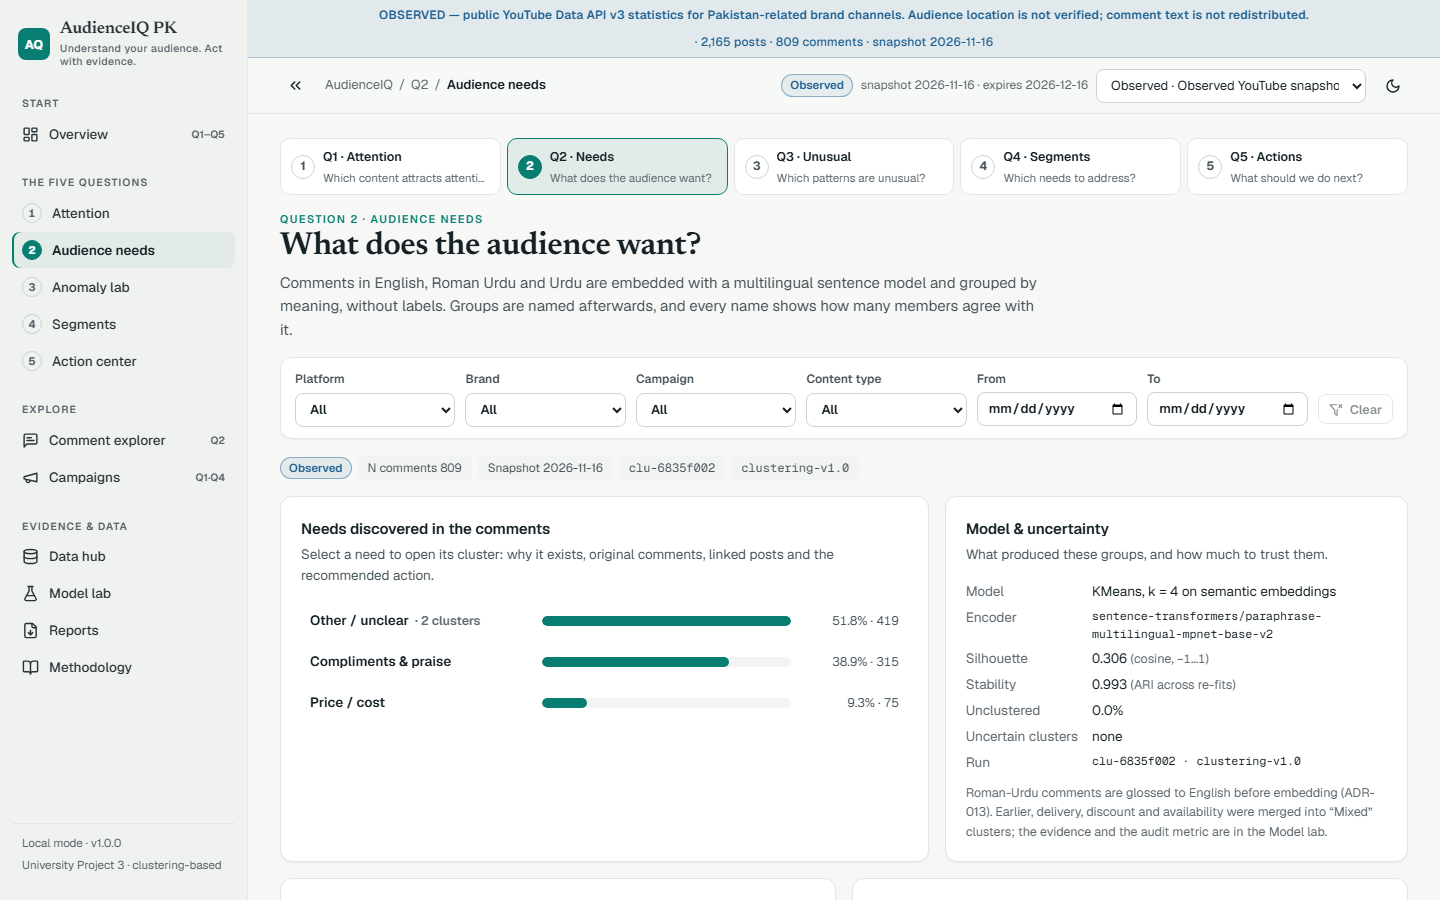 AQ
AudienceIQ PK
Understand your audience. Act
with evidence.
START
Overview Q1–Q5
THE FIVE QUESTIONS
1 Attention
2 Audience needs
3 Anomaly lab
4 Segments
5 Action center
EXPLORE
Comment explorer Q2
Campaigns Q1-Q4
EVIDENCE & DATA
Data hub
Model lab
Reports
Methodology
Local mode · v1.0.0
University Project 3 · clustering-based
OBSERVED — public YouTube Data API v3 statistics for Pakistan-related brand channels. Audience location is not verified; comment text is not redistributed.
· 2,165 posts · 809 comments · snapshot 2026-11-16
« AudienceIQ / Q2 / Audience needs
Observed snapshot 2026-11-16 · expires 2026-12-16 Observed · Observed YouTube snapsho
1 Q1 · Attention
Which content attracts attenti…
2 Q2 · Needs
What does the audience want?
3 Q3 · Unusual
Which patterns are unusual?
4 Q4 · Segments
Which needs to address?
5 Q5 · Actions
What should we do next?
QUESTION 2 · AUDIENCE NEEDS
What does the audience want?
Comments in English, Roman Urdu and Urdu are embedded with a multilingual sentence model and grouped by
meaning, without labels. Groups are named afterwards, and every name shows how many members agree with
it.
Platform Brand Campaign Content type From To
All All All All mm/dd/yyyy mm/dd/yyyy Clear
Observed N comments 809 Snapshot 2026-11-16 clu-6835f002 clustering-v1.0
Needs discovered in the comments
Select a need to open its cluster: why it exists, original comments, linked posts and the
recommended action.
Other / unclear · 2 clusters 51.8% · 419
Compliments & praise 38.9% · 315
Price / cost 9.3% · 75
Model & uncertainty
What produced these groups, and how much to trust them.
Model KMeans, k = 4 on semantic embeddings
Encoder sentence-transformers/paraphrase-
multilingual-mpnet-base-v2
Silhouette 0.306 (cosine, −1…1)
Stability 0.993 (ARI across re-fits)
Unclustered 0.0%
Uncertain clusters none
Run clu-6835f002 · clustering-v1.0
Roman-Urdu comments are glossed to English before embedding (ADR-
013). Earlier, delivery, discount and availability were merged into “Mixed”
clusters; the evidence and the audit metric are in the Model lab.